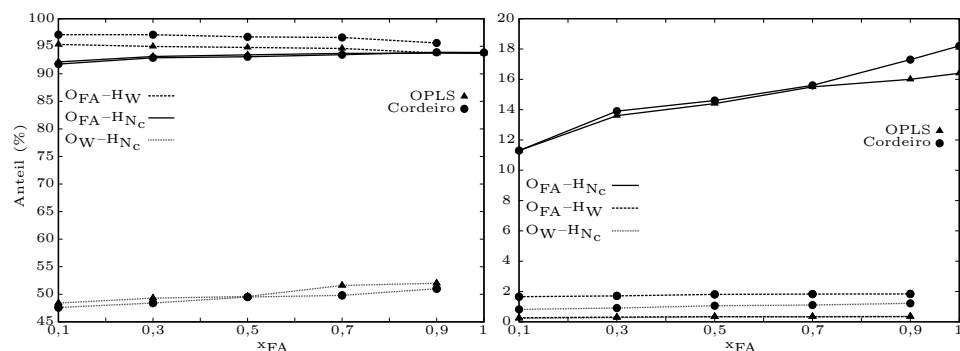 100
95
90
85
80
75
70
65
60
55
50
45
Anteil (%)
O_FA–H_W
O_FA–H_Nc
O_W–H_Nc
OPLS
Cordeiro
0,1 0,3 0,5 0,7 0,9 1
x_FA
20
18
16
14
12
10
8
6
4
2
0
OPLS
Cordeiro
O_FA–H_Nc
O_FA–H_W
O_W–H_Nc
0,1 0,3 0,5 0,7 0,9 1
x_FA